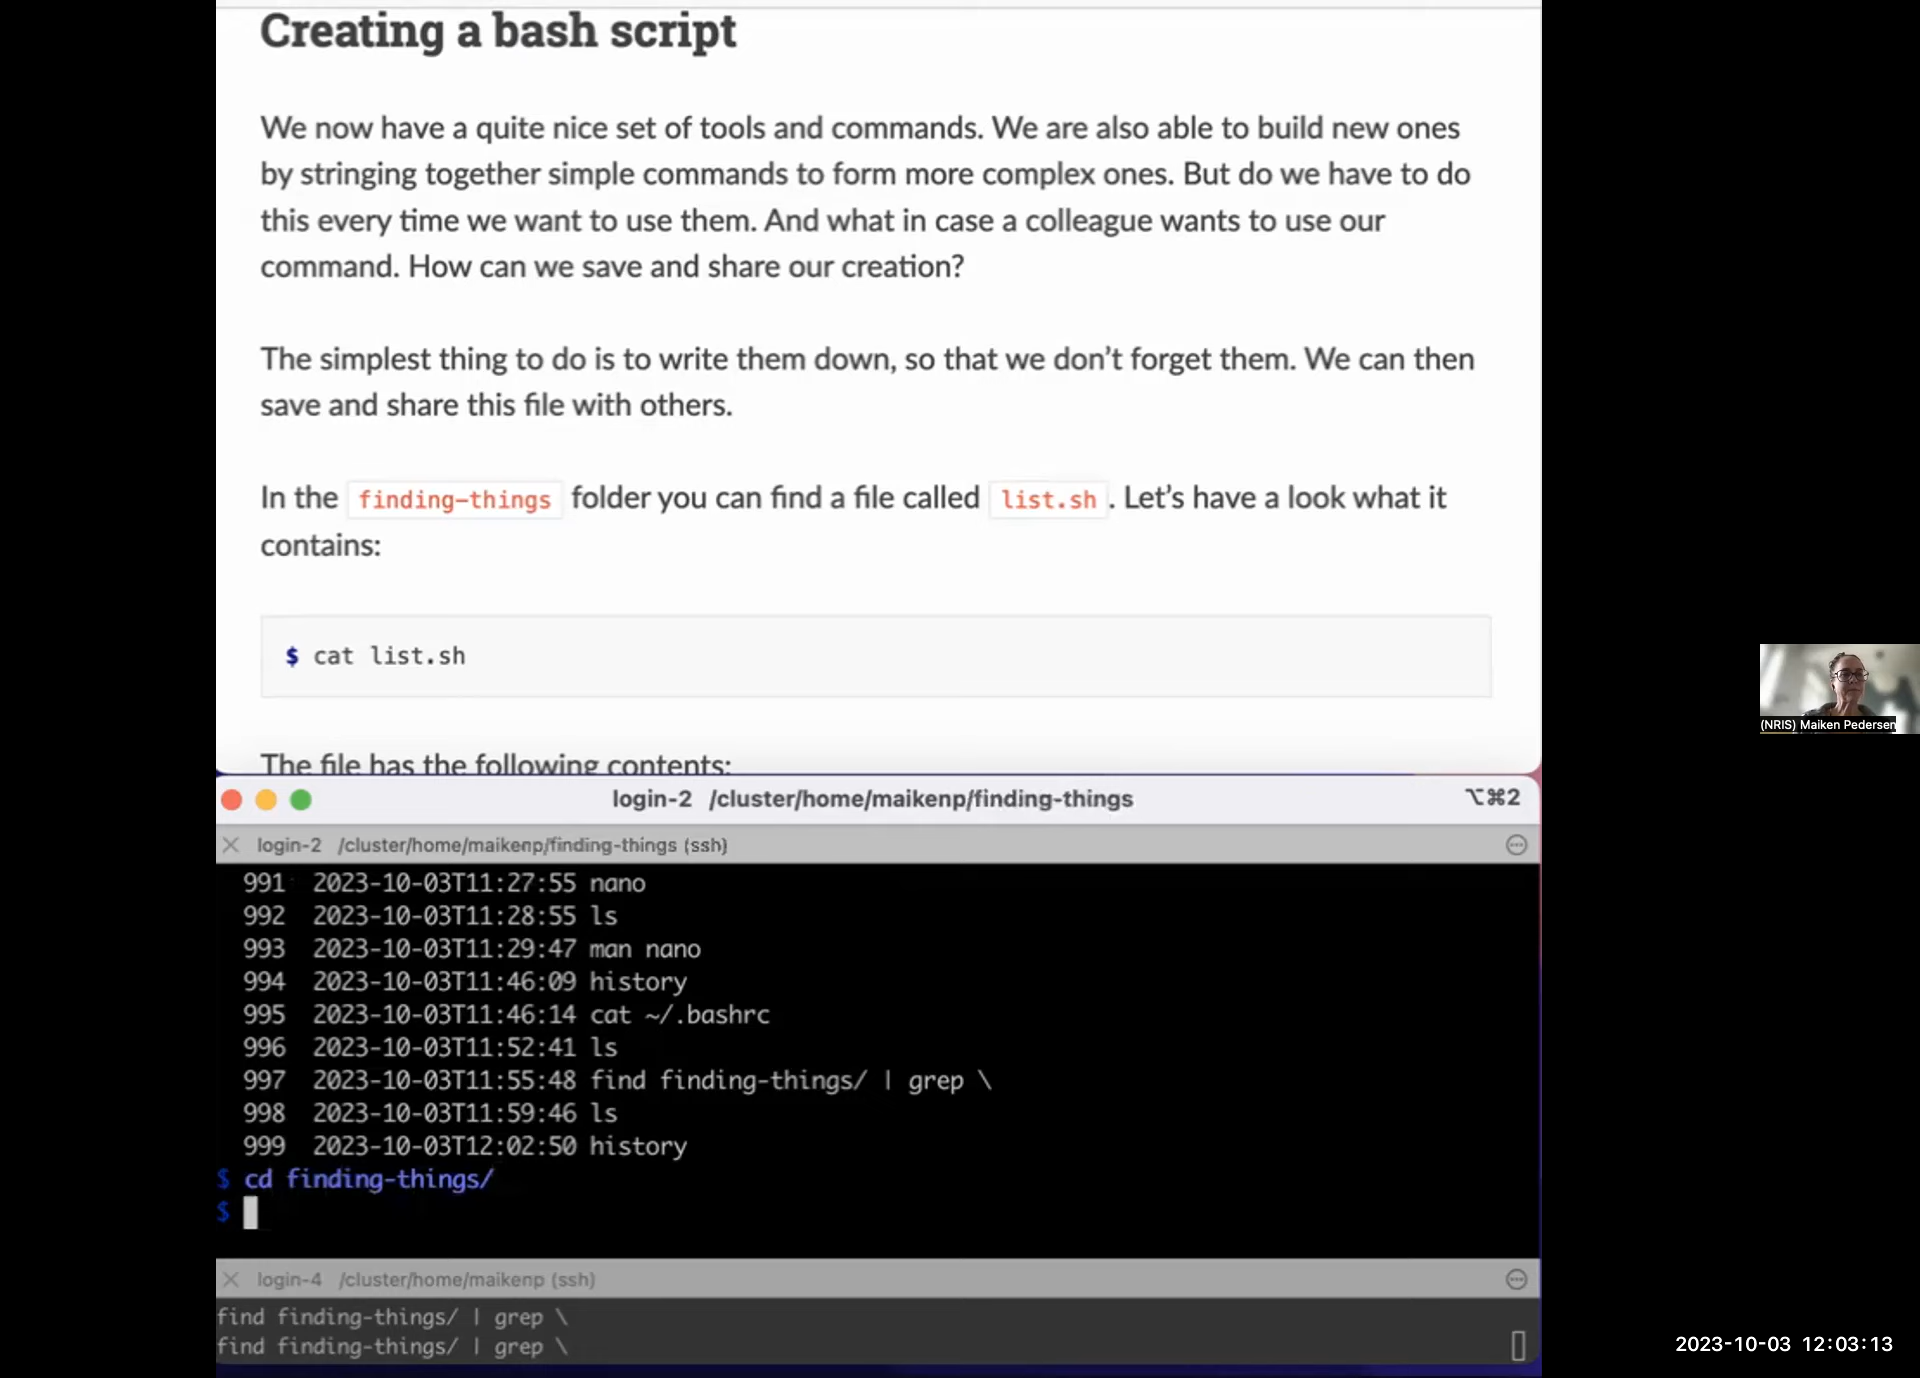 Creating a bash script
We now have a quite nice set of tools and commands. We are also able to build new ones
by stringing together simple commands to form more complex ones. But do we have to do
this every time we want to use them. And what in case a colleague wants to use our
command. How can we save and share our creation?
The simplest thing to do is to write them down, so that we don’t forget them. We can then
save and share this file with others.
In the finding-things folder you can find a file called list.sh . Let’s have a look what it
contains:
$ cat list.sh
The file has the following contents:
login-2 /cluster/home/maikenp/finding-things ⌥⌘2
login-2 /cluster/home/maikenp/finding-things (ssh)
991 2023-10-03T11:27:55 nano
992 2023-10-03T11:28:55 ls
993 2023-10-03T11:29:47 man nano
994 2023-10-03T11:46:09 history
995 2023-10-03T11:46:14 cat ~/.bashrc
996 2023-10-03T11:52:41 ls
997 2023-10-03T11:55:48 find finding-things/ | grep \
998 2023-10-03T11:59:46 ls
999 2023-10-03T12:02:50 history
$ cd finding-things/
$
login-4 /cluster/home/maikenp (ssh)
find finding-things/ | grep \
find finding-things/ | grep \
(NRIS) Maiken Pedersen
2023-10-03 12:03:13